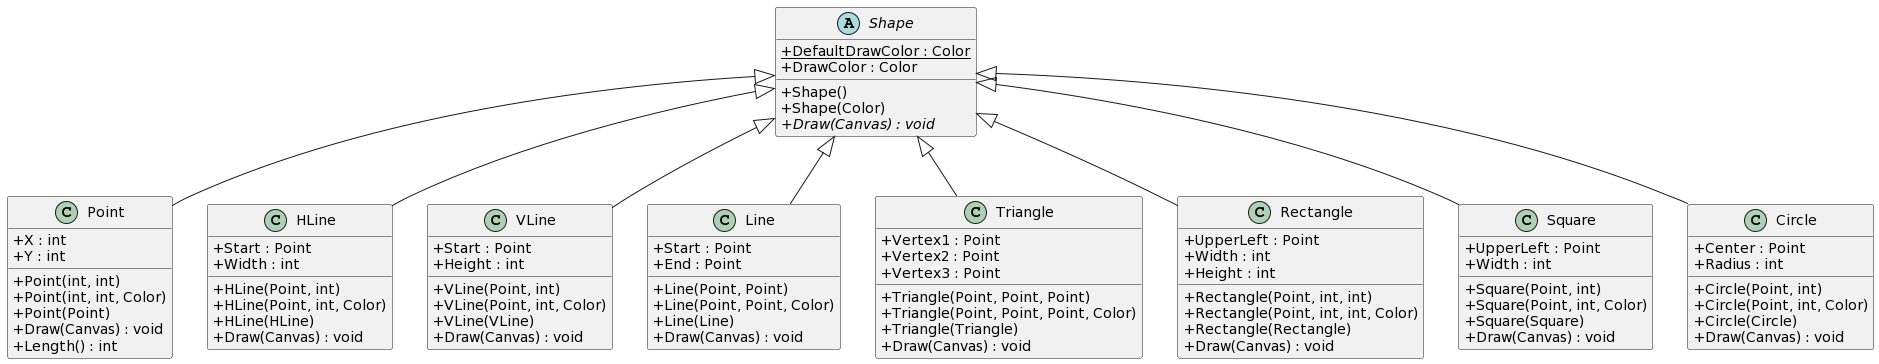 A Shape
+DefaultDrawColor : Color
+DrawColor : Color
+Shape()
+Shape(Color)
+Draw(Canvas) : void
C Point
+X : int
+Y : int
+Point(int, int)
+Point(int, int, Color)
+Point(Point)
+Draw(Canvas) : void
+Length() : int
C HLine
+Start : Point
+Width : int
+HLine(Point, int)
+HLine(Point, int, Color)
+HLine(HLine)
+Draw(Canvas) : void
C VLine
+Start : Point
+Height : int
+VLine(Point, int)
+VLine(Point, int, Color)
+VLine(VLine)
+Draw(Canvas) : void
C Line
+Start : Point
+End : Point
+Line(Point, Point)
+Line(Point, Point, Color)
+Line(Line)
+Draw(Canvas) : void
C Triangle
+Vertex1 : Point
+Vertex2 : Point
+Vertex3 : Point
+Triangle(Point, Point, Point)
+Triangle(Point, Point, Point, Color)
+Triangle(Triangle)
+Draw(Canvas) : void
C Rectangle
+UpperLeft : Point
+Width : int
+Height : int
+Rectangle(Point, int, int)
+Rectangle(Point, int, int, Color)
+Rectangle(Rectangle)
+Draw(Canvas) : void
C Square
+UpperLeft : Point
+Width : int
+Square(Point, int)
+Square(Point, int, Color)
+Square(Square)
+Draw(Canvas) : void
C Circle
+Center : Point
+Radius : int
+Circle(Point, int)
+Circle(Point, int, Color)
+Circle(Circle)
+Draw(Canvas) : void